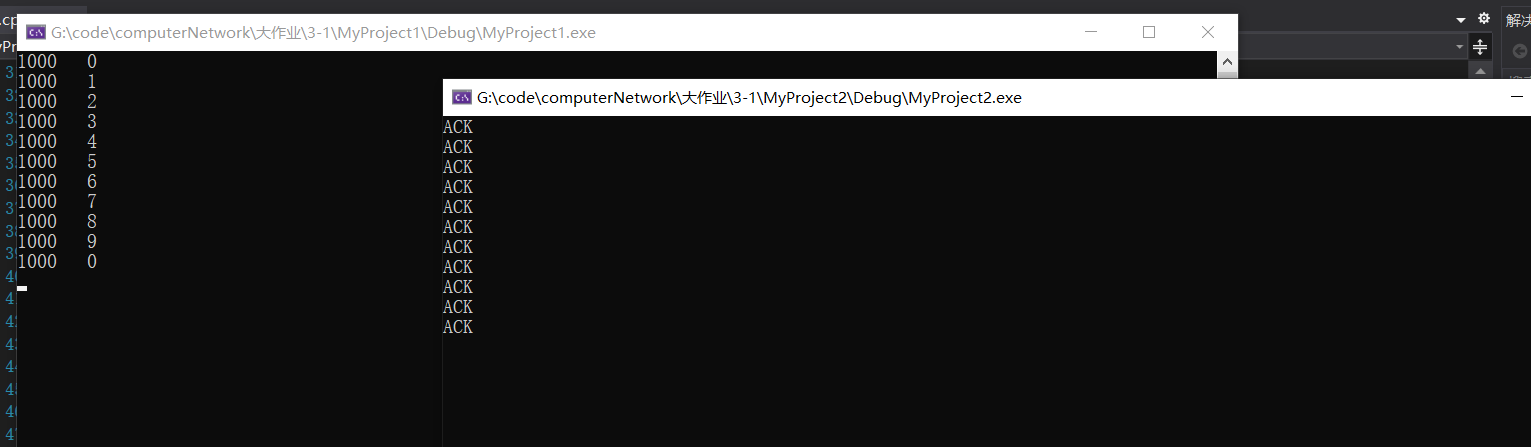 .cp
解决
G:\code\computerNetwork\大作业\3-1\MyProject1\Debug\MyProject1.exe
1000 0
1000 1
1000 2
1000 3
1000 4
1000 5
1000 6
1000 7
1000 8
1000 9
1000 0
G:\code\computerNetwork\大作业\3-1\MyProject2\Debug\MyProject2.exe
ACK
ACK
ACK
ACK
ACK
ACK
ACK
ACK
ACK
ACK
ACK